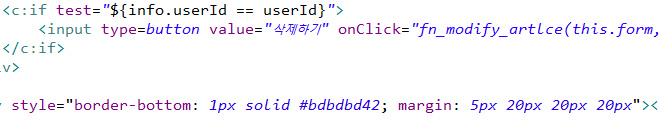 <c:if test="${info.userId == userId}">
<input type=button value="삭제하기" onClick="fn_modify_artlce(this.form,
</c:if>
iv>
style="border-bottom: 1px solid #bdbdbd42; margin: 5px 20px 20px 20px"><